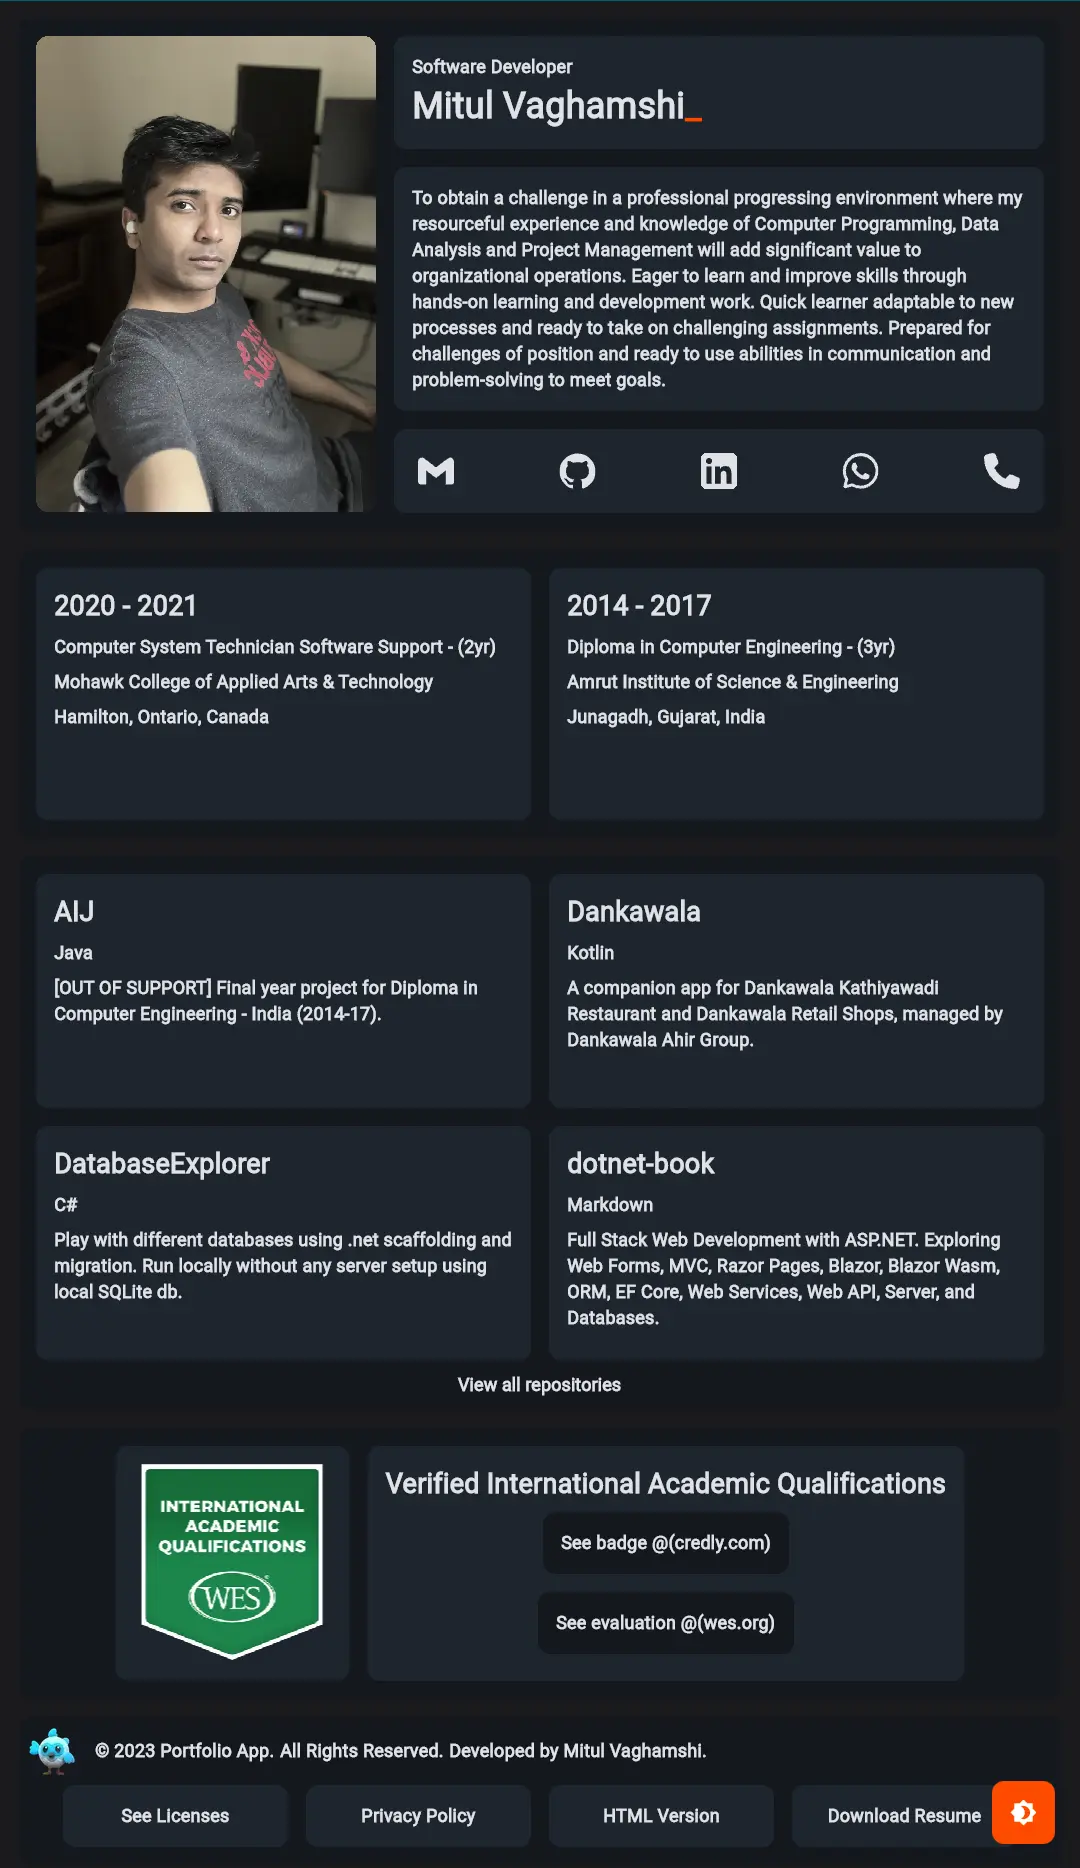 Software Developer
Mitul Vaghamshi_
To obtain a challenge in a professional progressing environment where my
resourceful experience and knowledge of Computer Programming, Data
Analysis and Project Management will add significant value to
organizational operations. Eager to learn and improve skills through
hands-on learning and development work. Quick learner adaptable to new
processes and ready to take on challenging assignments. Prepared for
challenges of position and ready to use abilities in communication and
problem-solving to meet goals.
in
2020 - 2021
Computer System Technician Software Support - (2yr)
Mohawk College of Applied Arts & Technology
Hamilton, Ontario, Canada
2014 - 2017
Diploma in Computer Engineering - (3yr)
Amrut Institute of Science & Engineering
Junagadh, Gujarat, India
AIJ
Java
[OUT OF SUPPORT] Final year project for Diploma in
Computer Engineering - India (2014-17).
Dankawala
Kotlin
A companion app for Dankawala Kathiyawadi
Restaurant and Dankawala Retail Shops, managed by
Dankawala Ahir Group.
DatabaseExplorer
C#
Play with different databases using .net scaffolding and
migration. Run locally without any server setup using
local SQLite db.
dotnet-book
Markdown
Full Stack Web Development with ASP.NET. Exploring
Web Forms, MVC, Razor Pages, Blazor, Blazor Wasm,
ORM, EF Core, Web Services, Web API, Server, and
Databases.
View all repositories
INTERNATIONAL
ACADEMIC
QUALIFICATIONS
WES
Verified International Academic Qualifications
See badge @(credly.com)
See evaluation @(wes.org)
© 2023 Portfolio App. All Rights Reserved. Developed by Mitul Vaghamshi.
See Licenses
Privacy Policy
HTML Version
Download Resume